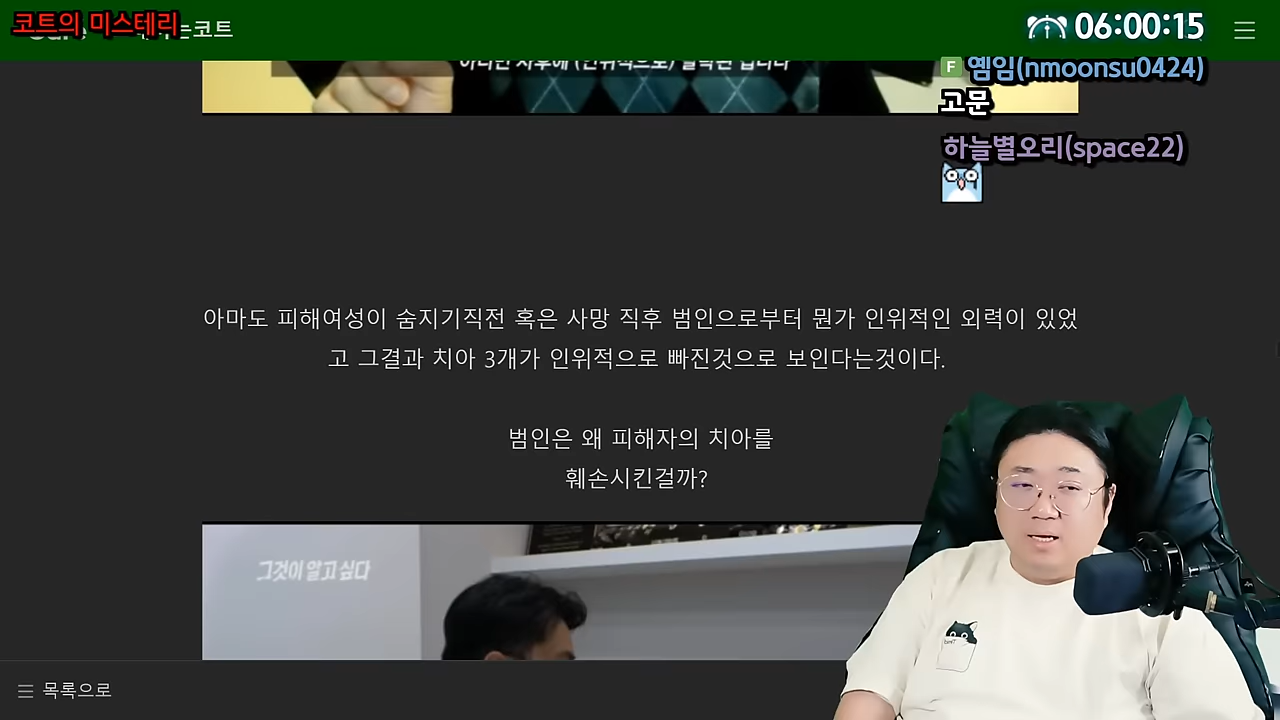 코트의 미스테리
는코트
06:00:15
F 옘임(nmoonsu0424)
고문
하늘별오리(space22)
아마도 피해여성이 숨지기직전 혹은 사망 직후 범인으로부터 뭔가 인위적인 외력이 있었
고 그결과 치아 3개가 인위적으로 빠진것으로 보인다는것이다.
범인은 왜 피해자의 치아를
훼손시킨걸까?
그것이 알고싶다
목록으로